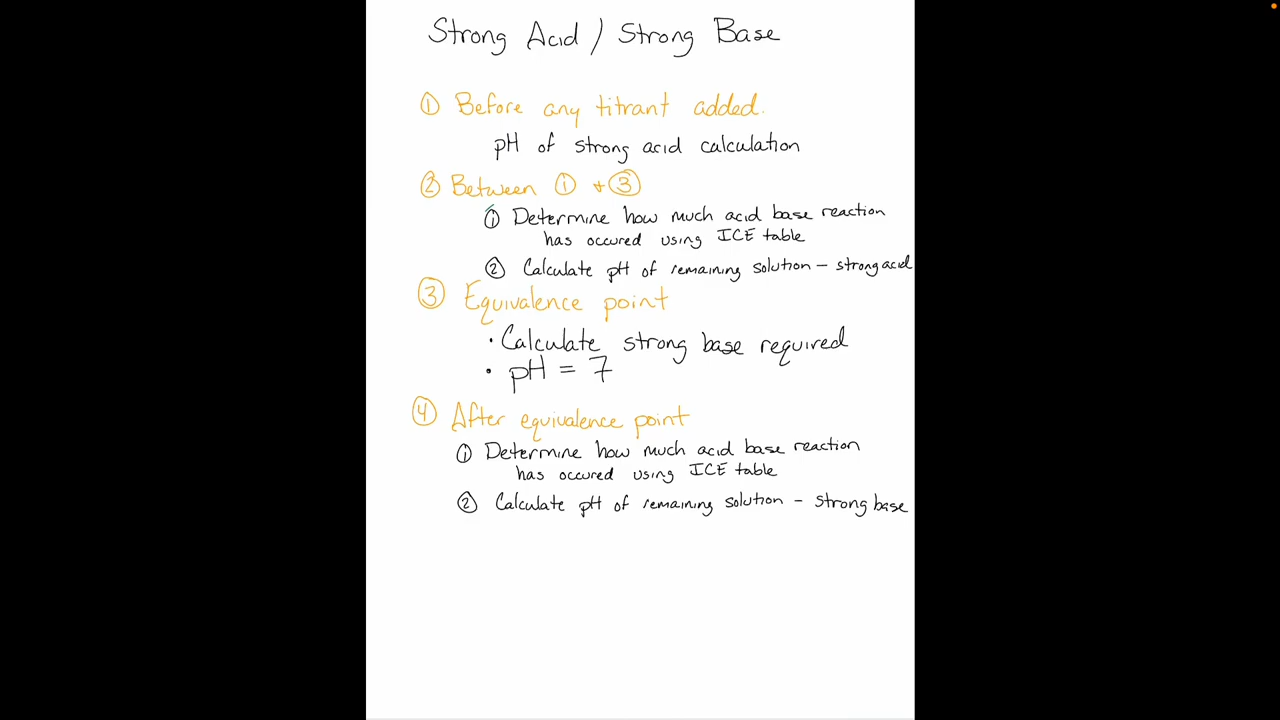 Strong Acid / Strong Base
① Before any titrant added.
pH of strong acid calculation
② Between ① + ③
① Determine how much acid base reaction
has occured using ICE table
② Calculate pH of remaining solution – strong acid
③ Equivalence point
• Calculate strong base required
• pH = 7
④ After equivalence point
① Determine how much acid base reaction
has occured using ICE table
② Calculate pH of remaining solution – strong base